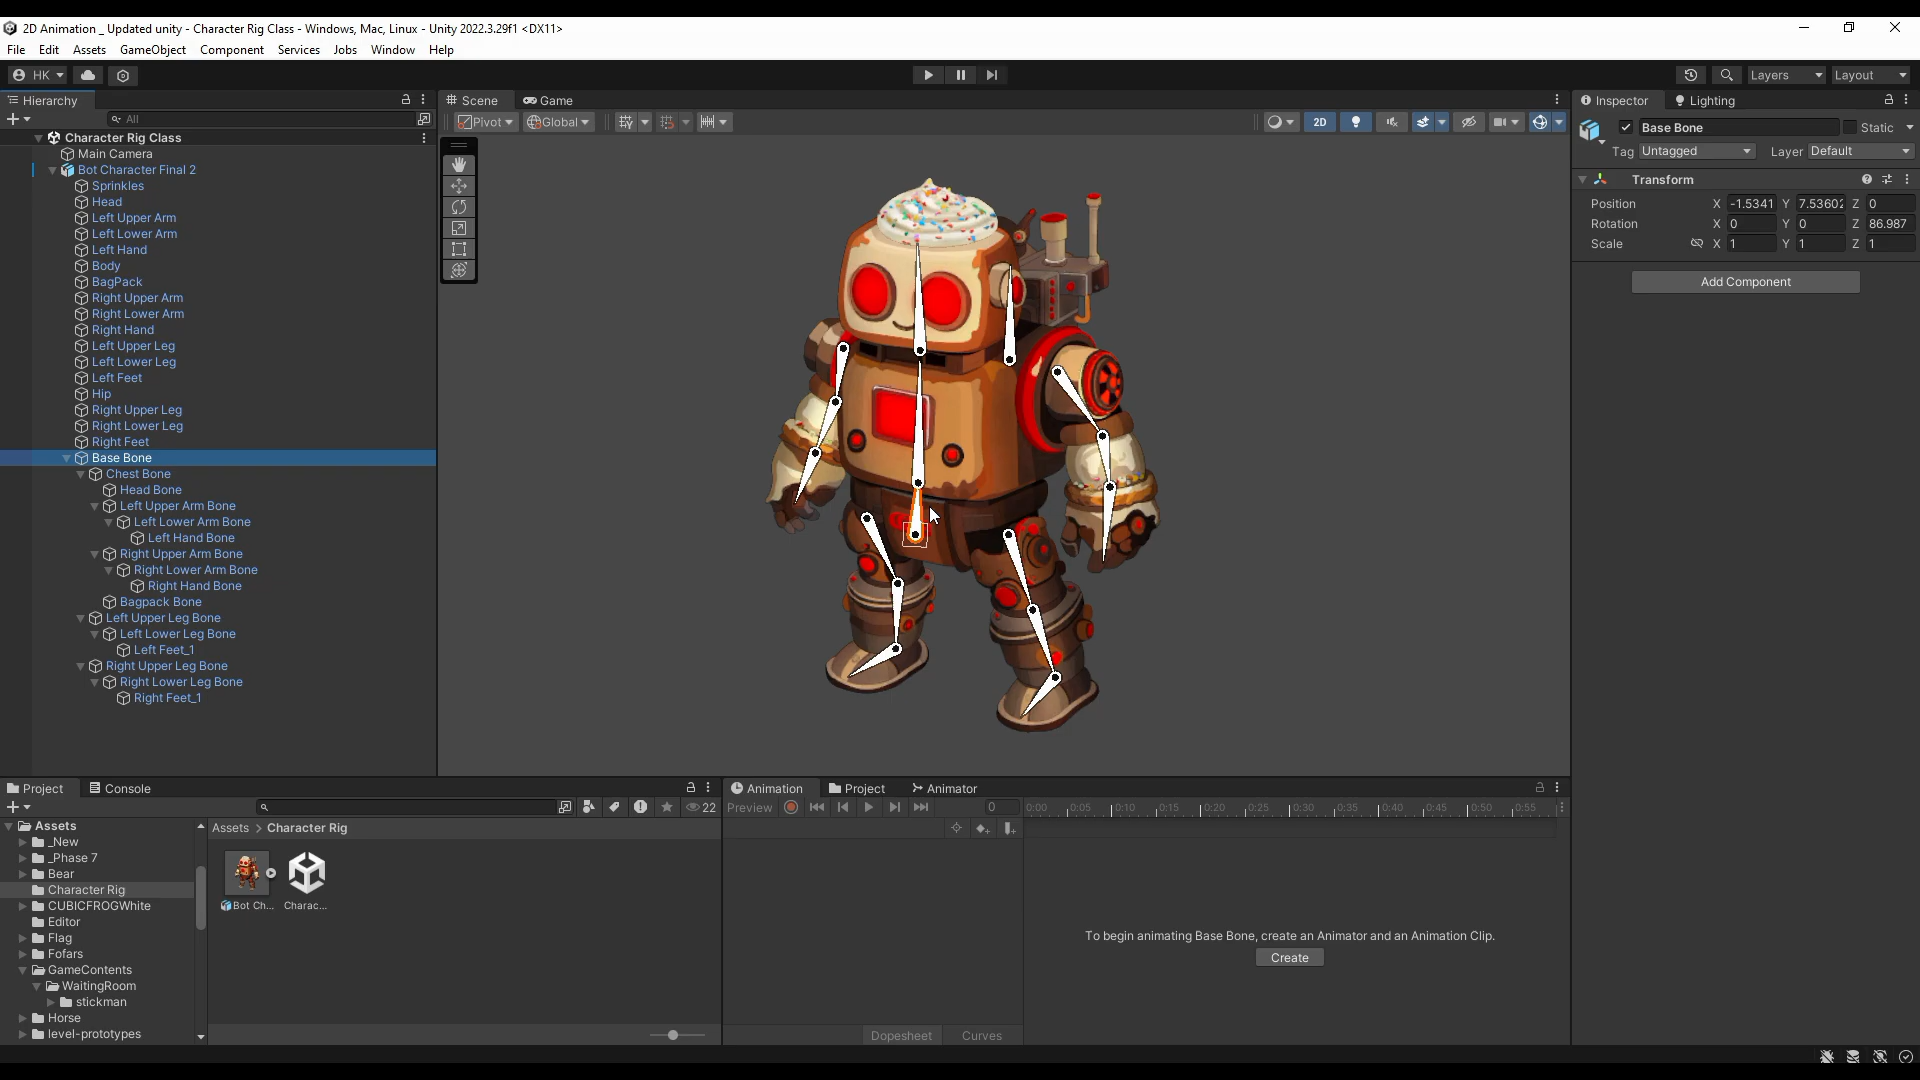 2D Animation _ Updated unity - Character Rig Class - Windows, Mac, Linux - Unity 2022.3.29f1 <DX11>
File Edit Assets GameObject Component Services Jobs Window Help
HK
Layers
Layout
Hierarchy
All
Character Rig Class
Main Camera
Bot Character Final 2
Sprinkles
Head
Left Upper Arm
Left Lower Arm
Left Hand
Body
BagPack
Right Upper Arm
Right Lower Arm
Right Hand
Left Upper Leg
Left Lower Leg
Left Feet
Hip
Right Upper Leg
Right Lower Leg
Right Feet
Base Bone
Chest Bone
Head Bone
Left Upper Arm Bone
Left Lower Arm Bone
Left Hand Bone
Right Upper Arm Bone
Right Lower Arm Bone
Right Hand Bone
Bagpack Bone
Left Upper Leg Bone
Left Lower Leg Bone
Left Feet_1
Right Upper Leg Bone
Right Lower Leg Bone
Right Feet_1
Scene
Game
Pivot
Global
2D
Inspector
Lighting
Base Bone
Static
Tag Untagged
Layer Default
Transform
Position X -1.5341 Y 7.53602 Z 0
Rotation X 0 Y 0 Z 86.987
Scale X 1 Y 1 Z 1
Add Component
Project
Console
22
Assets
_New
_Phase 7
Bear
Character Rig
CUBICFROGWhite
Editor
Flag
Fofars
GameContents
WaitingRoom
stickman
Horse
level-prototypes
Assets > Character Rig
Bot Ch...
Charac...
Animation
Project
Animator
Preview
0
0:00 0:05 0:10 0:15 0:20 0:25 0:30 0:35 0:40 0:45 0:50 0:55
To begin animating Base Bone, create an Animator and an Animation Clip.
Create
Dopesheet
Curves